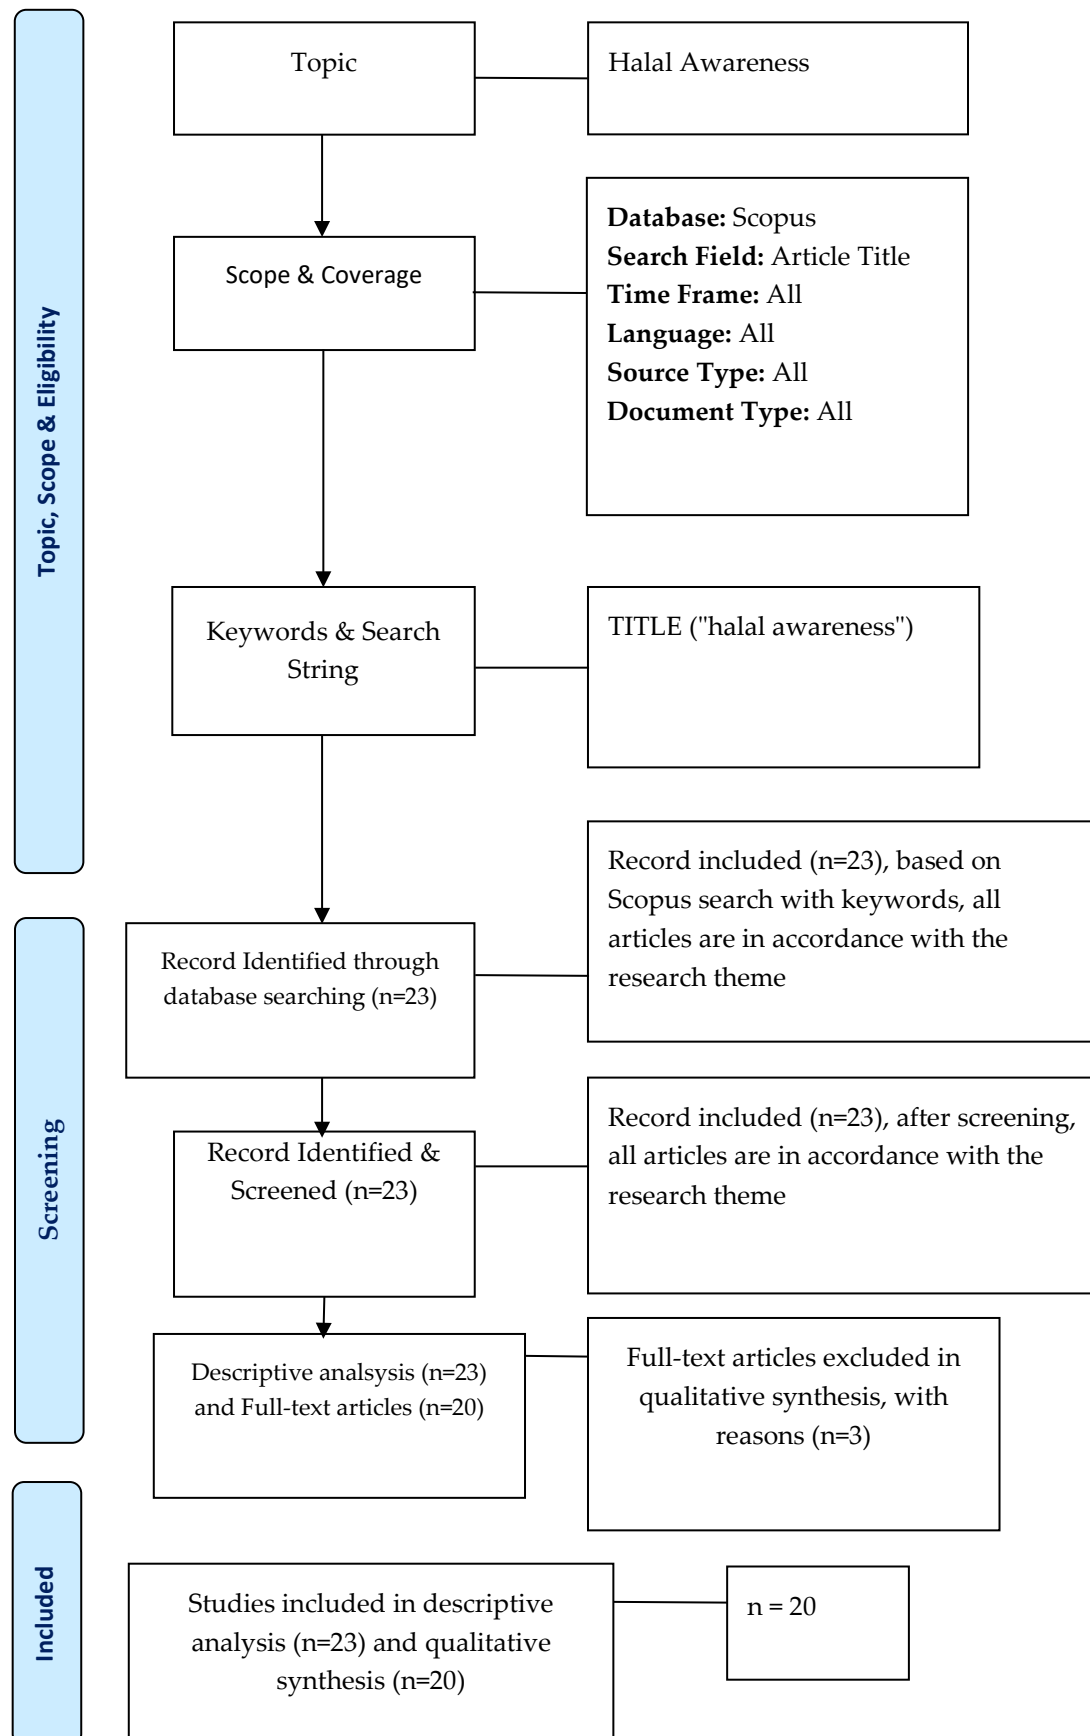 Topic, Scope & Eligibility
Topic
Halal Awareness
Scope & Coverage
Database: Scopus
Search Field: Article Title
Time Frame: All
Language: All
Source Type: All
Document Type: All
Keywords & Search
String
TITLE ("halal awareness")
Screening
Record Identified through
database searching (n=23)
Record included (n=23), based on
Scopus search with keywords, all
articles are in accordance with the
research theme
Record Identified &
Screened (n=23)
Record included (n=23), after screening,
all articles are in accordance with the
research theme
Descriptive analsysis (n=23)
and Full-text articles (n=20)
Full-text articles excluded in
qualitative synthesis, with
reasons (n=3)
Included
Studies included in descriptive
analysis (n=23) and qualitative
synthesis (n=20)
n = 20